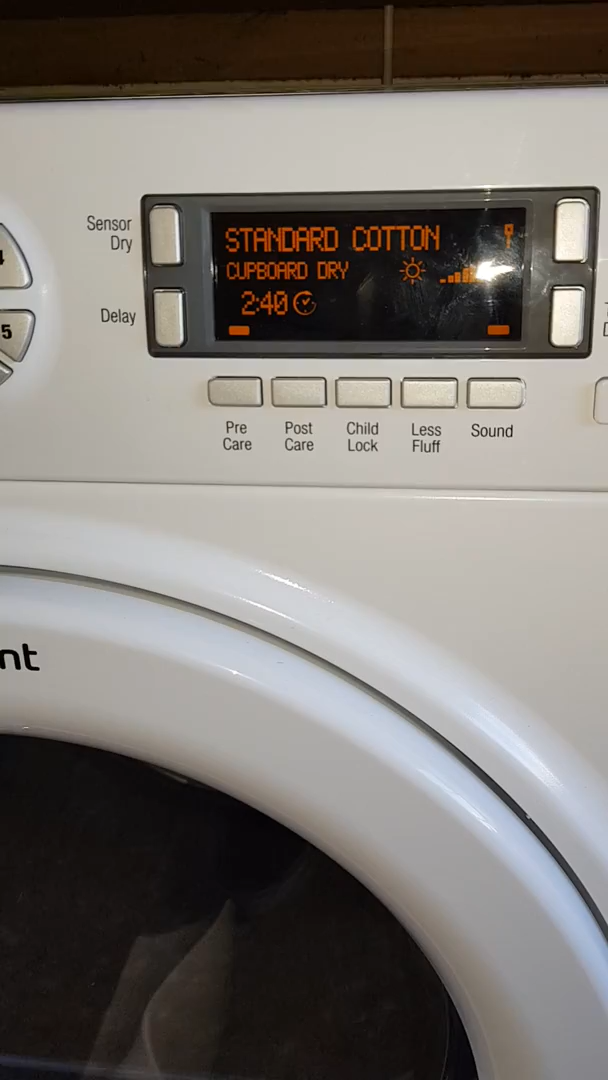 Sensor
Dry
STANDARD COTTON
CUPBOARD DRY
2:40
Delay
5
Pre
Care
Post
Care
Child
Lock
Less
Fluff
Sound
nt